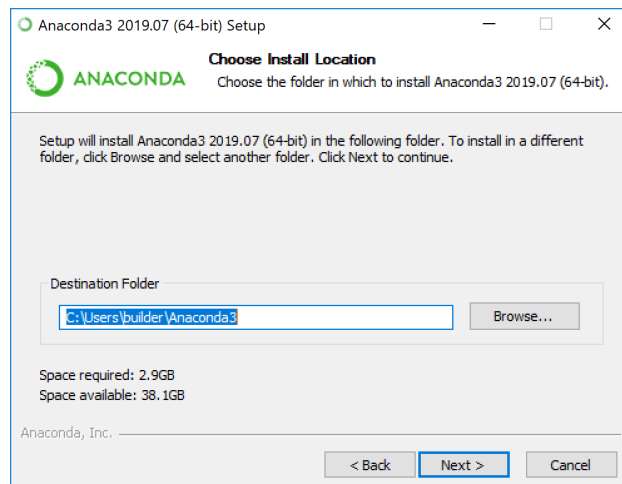 Anaconda3 2019.07 (64-bit) Setup
ANACONDA
Choose Install Location
Choose the folder in which to install Anaconda3 2019.07 (64-bit).
Setup will install Anaconda3 2019.07 (64-bit) in the following folder. To install in a different
folder, click Browse and select another folder. Click Next to continue.
Destination Folder
C:\Users\builder\Anaconda3
Browse...
Space required: 2.9GB
Space available: 38.1GB
Anaconda, Inc.
< Back
Next >
Cancel